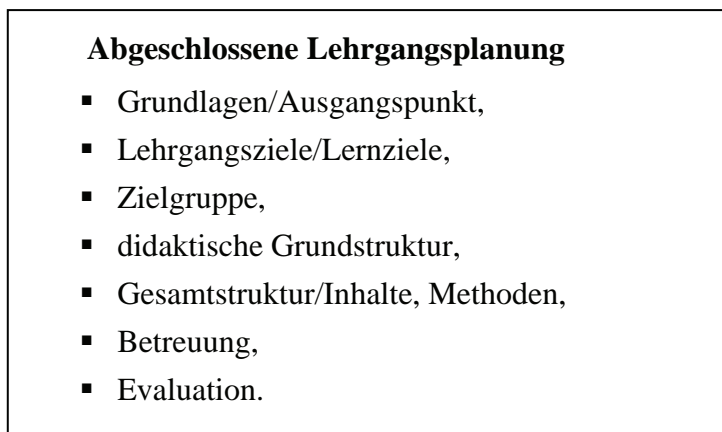 Abgeschlossene Lehrgangsplanung
▪ Grundlagen/Ausgangspunkt,
▪ Lehrgangsziele/Lernziele,
▪ Zielgruppe,
▪ didaktische Grundstruktur,
▪ Gesamtstruktur/Inhalte, Methoden,
▪ Betreuung,
▪ Evaluation.